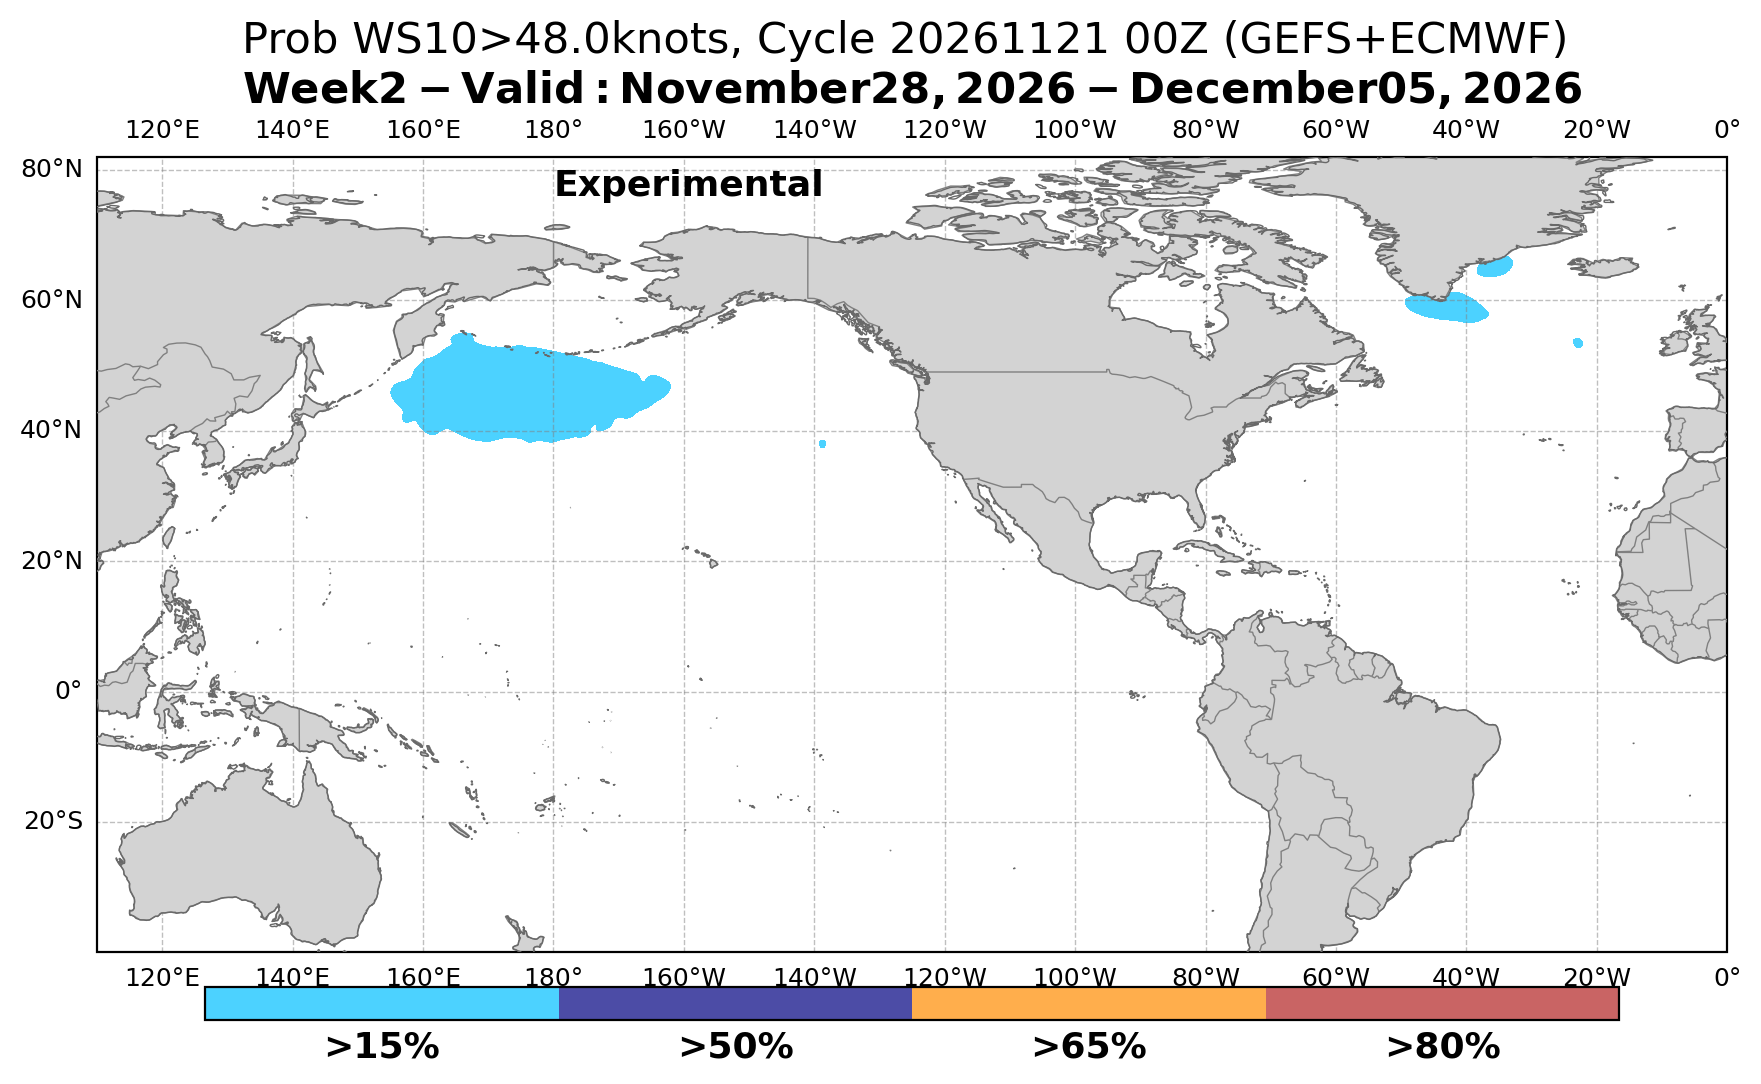 Prob WS10>48.0knots, Cycle 20261121 00Z (GEFS+ECMWF)
Week2 – Valid : November28, 2026 – December05, 2026
120°E 140°E 160°E 180° 160°W 140°W 120°W 100°W 80°W 60°W 40°W 20°W 0°
80°N
Experimental
60°N
40°N
20°N
0°
20°S
120°E 140°E 160°E 180° 160°W 140°W 120°W 100°W 80°W 60°W 40°W 20°W 0°
>15% >50% >65% >80%